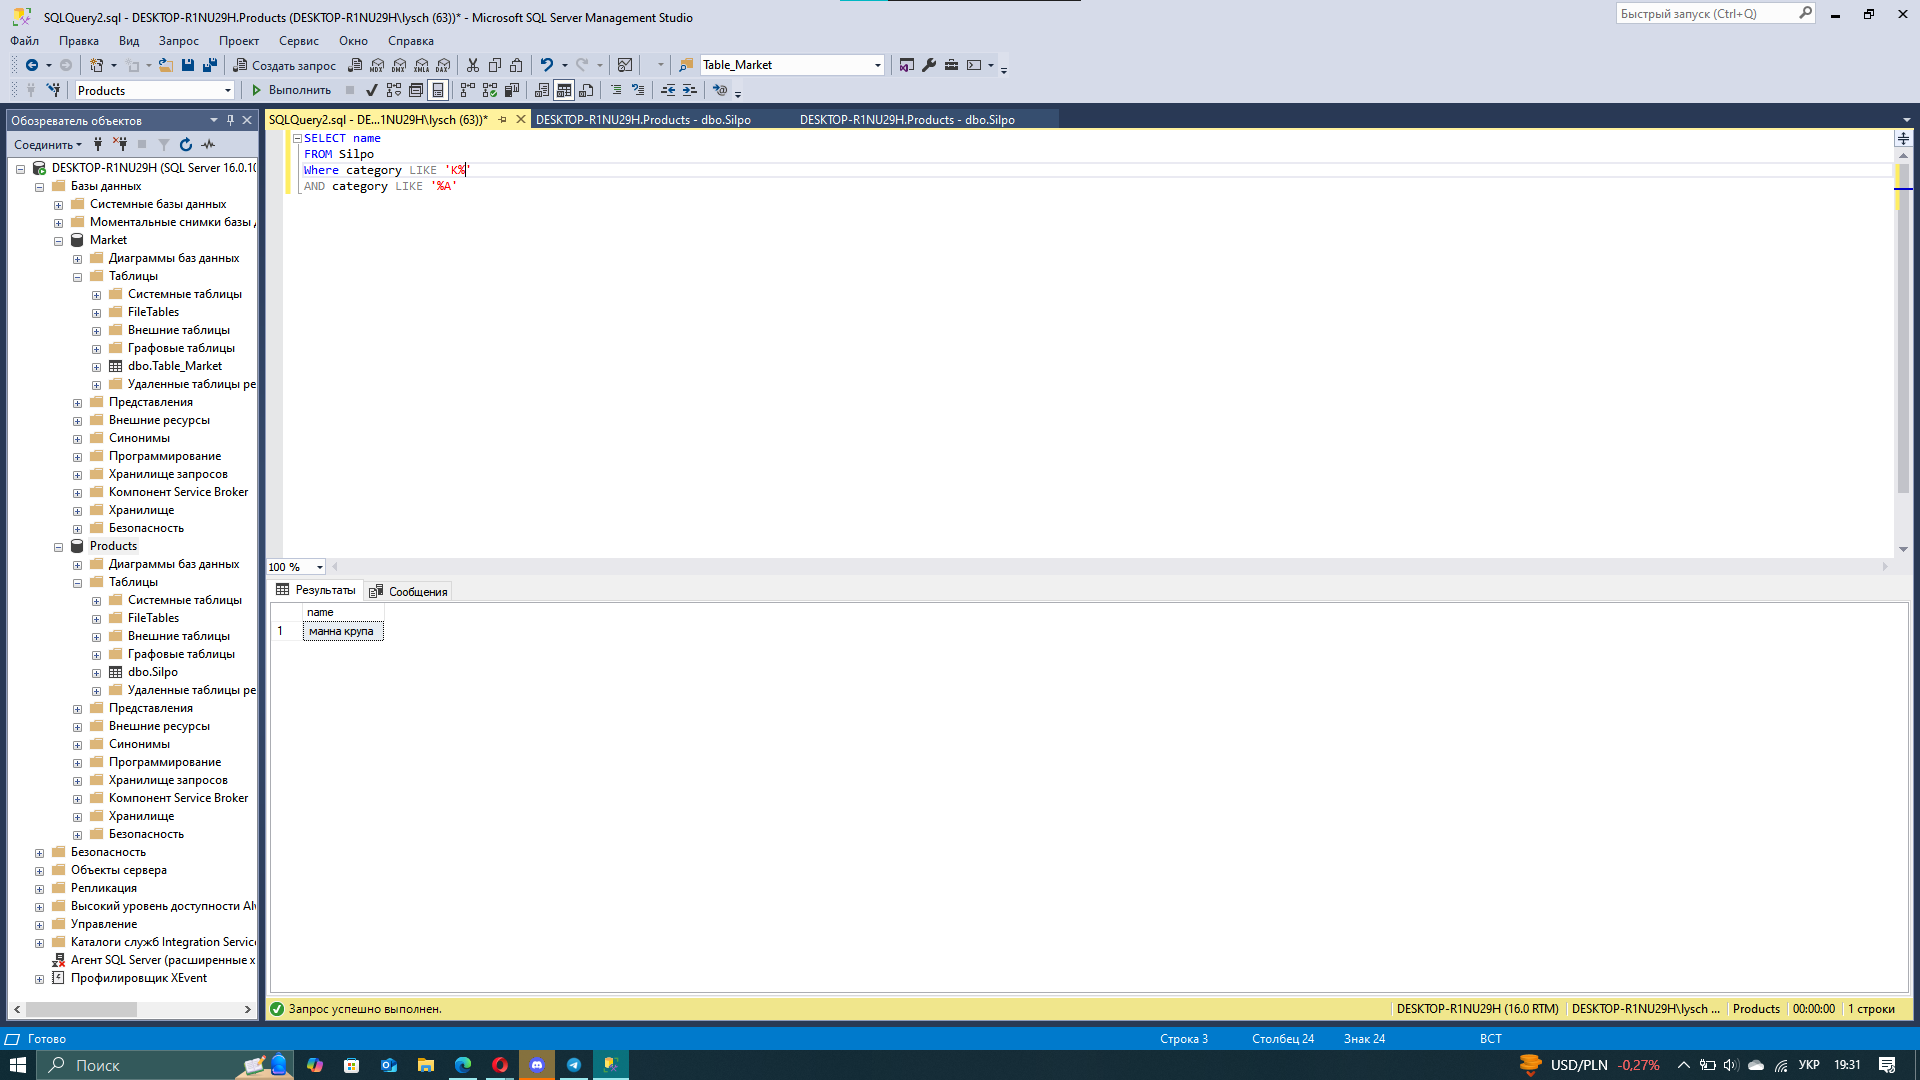 SQLQuery2.sql - DESKTOP-R1NU29H.Products (DESKTOP-R1NU29H\lysch (63))* - Microsoft SQL Server Management Studio
Быстрый запуск (Ctrl+Q)
Файл Правка Вид Запрос Проект Сервис Окно Справка
Создать запрос
MDX DMX XMLA DAX
Table_Market
Products
Выполнить
Обозреватель объектов
Соединить
DESKTOP-R1NU29H (SQL Server 16.0.10
Базы данных
Системные базы данных
Моментальные снимки базы
Market
Диаграммы баз данных
Таблицы
Системные таблицы
FileTables
Внешние таблицы
Графовые таблицы
dbo.Table_Market
Удаленные таблицы ре
Представления
Внешние ресурсы
Синонимы
Программирование
Хранилище запросов
Компонент Service Broker
Хранилище
Безопасность
Products
Диаграммы баз данных
Таблицы
Системные таблицы
FileTables
Внешние таблицы
Графовые таблицы
dbo.Silpo
Удаленные таблицы ре
Представления
Внешние ресурсы
Синонимы
Программирование
Хранилище запросов
Компонент Service Broker
Хранилище
Безопасность
Безопасность
Объекты сервера
Репликация
Высокий уровень доступности Al
Управление
Каталоги служб Integration Servic
Агент SQL Server (расширенные х
Профилировщик XEvent
SQLQuery2.sql - DE...1NU29H\lysch (63))*
DESKTOP-R1NU29H.Products - dbo.Silpo
DESKTOP-R1NU29H.Products - dbo.Silpo
SELECT name
FROM Silpo
Where category LIKE 'K%'
AND category LIKE '%A'
100 %
Результаты Сообщения
name
1 манна крупа
Запрос успешно выполнен.
DESKTOP-R1NU29H (16.0 RTM) DESKTOP-R1NU29H\lysch ... Products 00:00:00 1 строки
Готово
Строка 3 Столбец 24 Знак 24 ВСТ
Поиск
USD/PLN -0,27% УКР 19:31